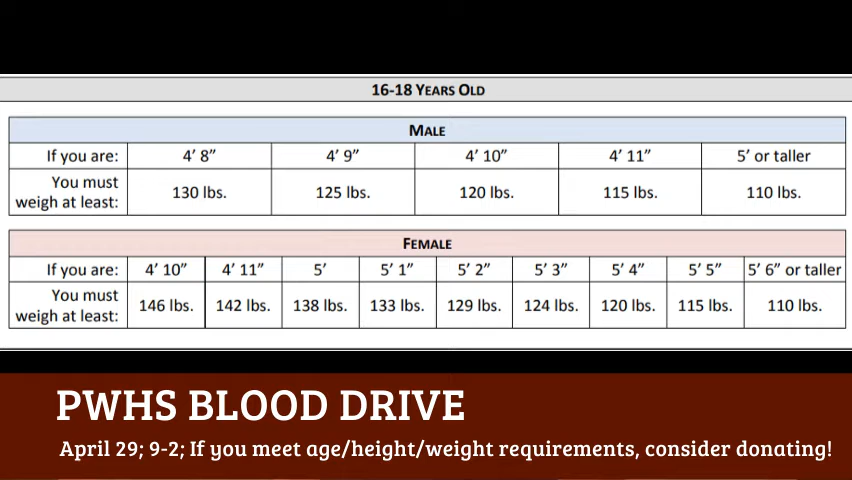 16-18 YEARS OLD
MALE
If you are: 4’ 8” 4’ 9” 4’ 10” 4’ 11” 5’ or taller
You must weigh at least: 130 lbs. 125 lbs. 120 lbs. 115 lbs. 110 lbs.
FEMALE
If you are: 4’ 10” 4’ 11” 5’ 5’ 1” 5’ 2” 5’ 3” 5’ 4” 5’ 5” 5’ 6” or taller
You must weigh at least: 146 lbs. 142 lbs. 138 lbs. 133 lbs. 129 lbs. 124 lbs. 120 lbs. 115 lbs. 110 lbs.
PWHS BLOOD DRIVE
April 29; 9-2; If you meet age/height/weight requirements, consider donating!